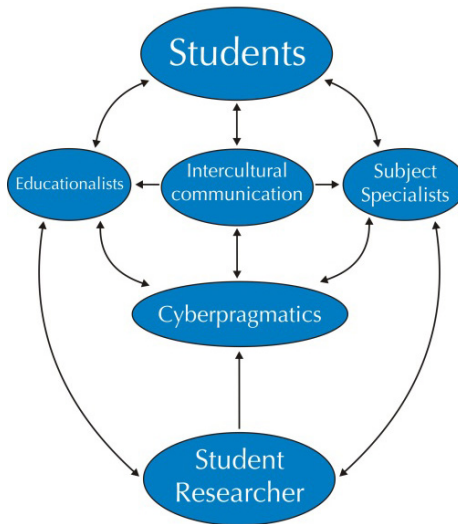 Students
Educationalists
Intercultural
communication
Subject
Specialists
Cyberpragmatics
Student
Researcher